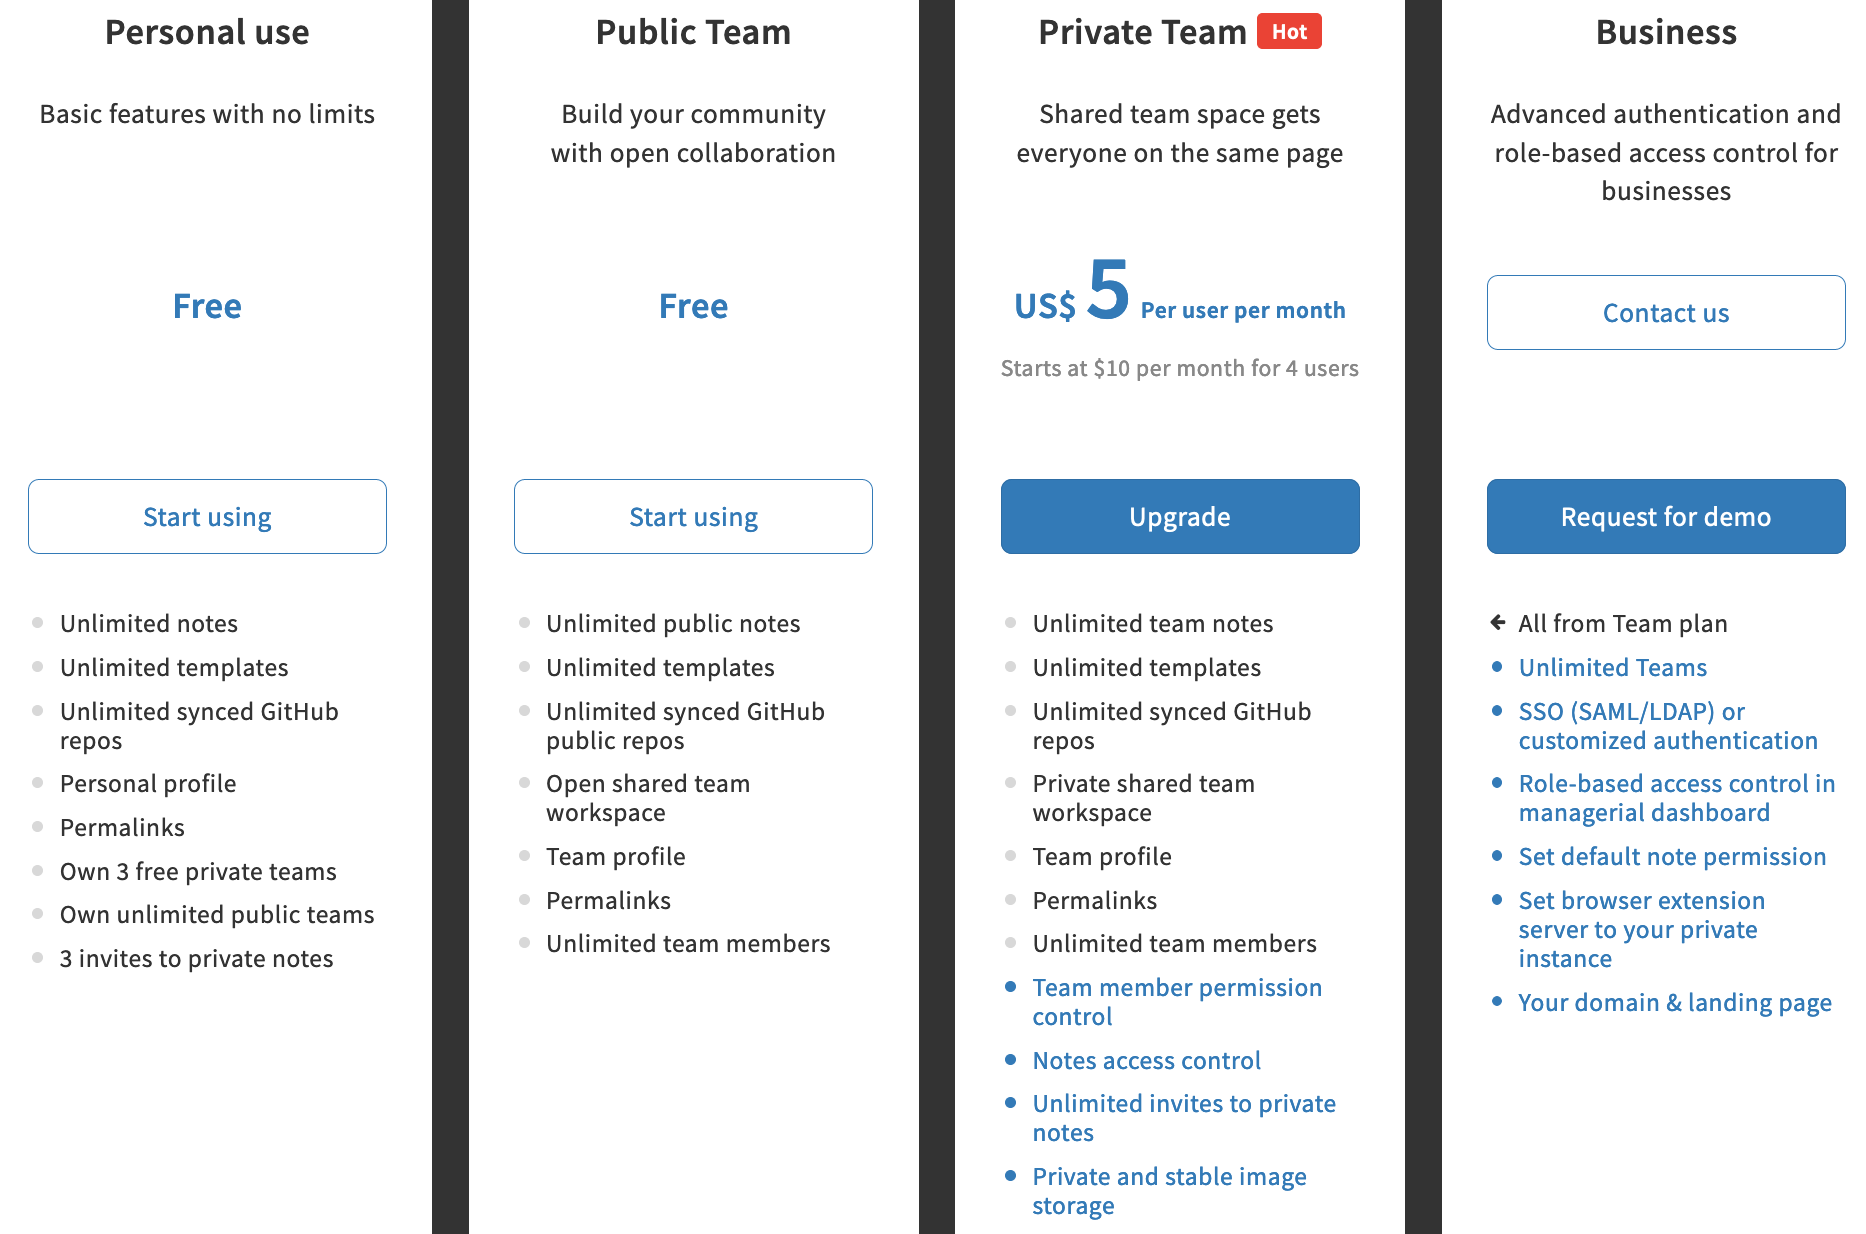 Personal use
Basic features with no limits
Free
Start using
Unlimited notes
Unlimited templates
Unlimited synced GitHub
repos
Personal profile
Permalinks
Own 3 free private teams
Own unlimited public teams
3 invites to private notes
Public Team
Build your community
with open collaboration
Free
Start using
Unlimited public notes
Unlimited templates
Unlimited synced GitHub
public repos
Open shared team
workspace
Team profile
Permalinks
Unlimited team members
Private Team Hot
Shared team space gets
everyone on the same page
US$ 5 Per user per month
Starts at $10 per month for 4 users
Upgrade
Unlimited team notes
Unlimited templates
Unlimited synced GitHub
repos
Private shared team
workspace
Team profile
Permalinks
Unlimited team members
Team member permission
control
Notes access control
Unlimited invites to private
notes
Private and stable image
storage
Business
Advanced authentication and
role-based access control for
businesses
Contact us
Request for demo
All from Team plan
Unlimited Teams
SSO (SAML/LDAP) or
customized authentication
Role-based access control in
managerial dashboard
Set default note permission
Set browser extension
server to your private
instance
Your domain & landing page